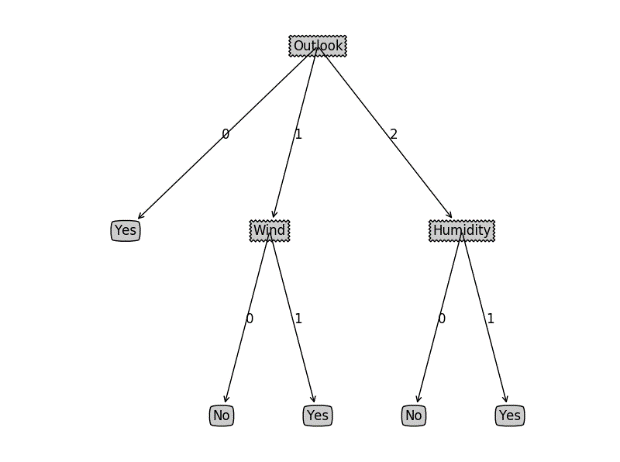 Outlook
0
1
2
Yes
Wind
Humidity
0
1
0
1
No
Yes
No
Yes